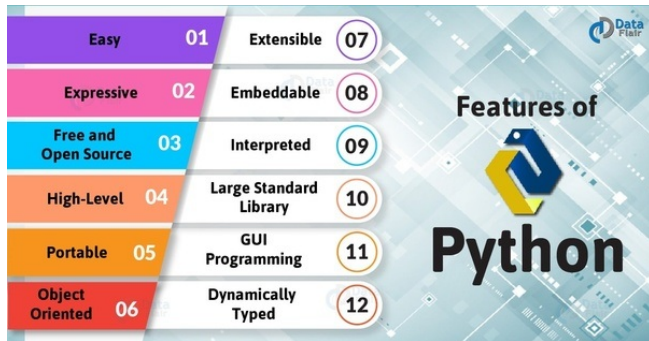 Easy 01
Expressive 02
Free and
Open Source 03
High-Level 04
Portable 05
Object
Oriented 06
Extensible 07
Embeddable 08
Interpreted 09
Large Standard
Library 10
GUI
Programming 11
Dynamically
Typed 12
Data
Flair
Features of
Python